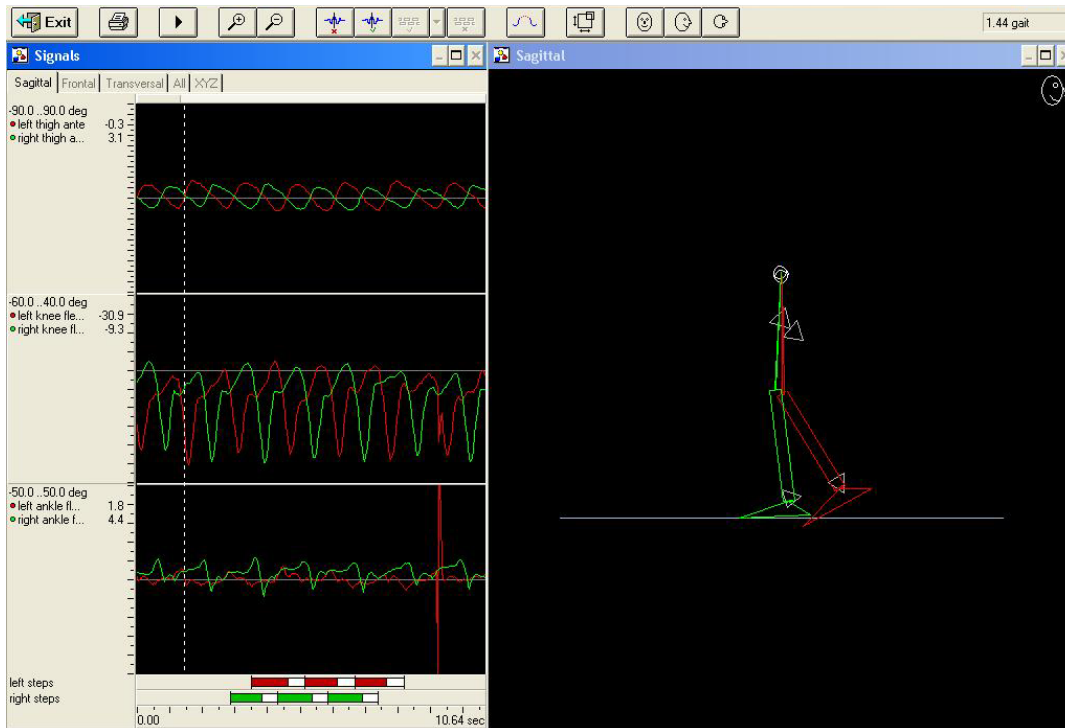 Exit
1.44 gait
Signals
Sagittal
Sagittal Frontal Transversal All XYZ
-90.0 ..90.0 deg
left thigh ante -0.3
right thigh a... 3.1
-60.0 ..40.0 deg
left knee fle... -30.9
right knee fl... -9.3
-50.0 ..50.0 deg
left ankle fl... 1.8
right ankle f... 4.4
left steps
right steps
0.00 10.64 sec